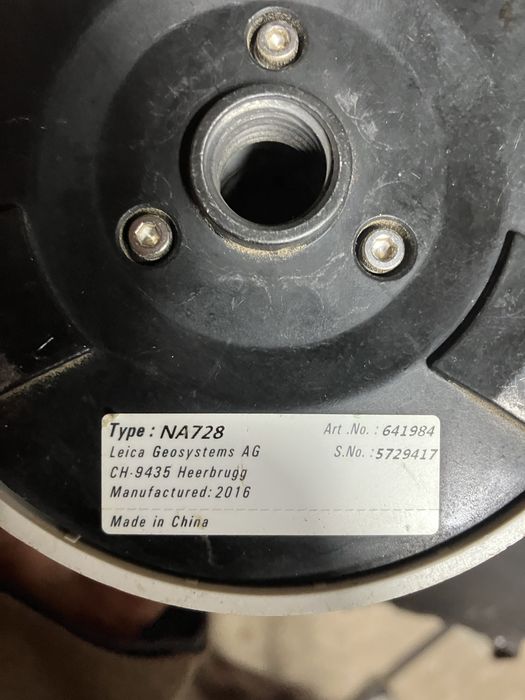 Type: NA728 Art.No.: 641984
Leica Geosystems AG S.No.: 5729417
CH-9435 Heerbrugg
Manufactured: 2016
Made in China